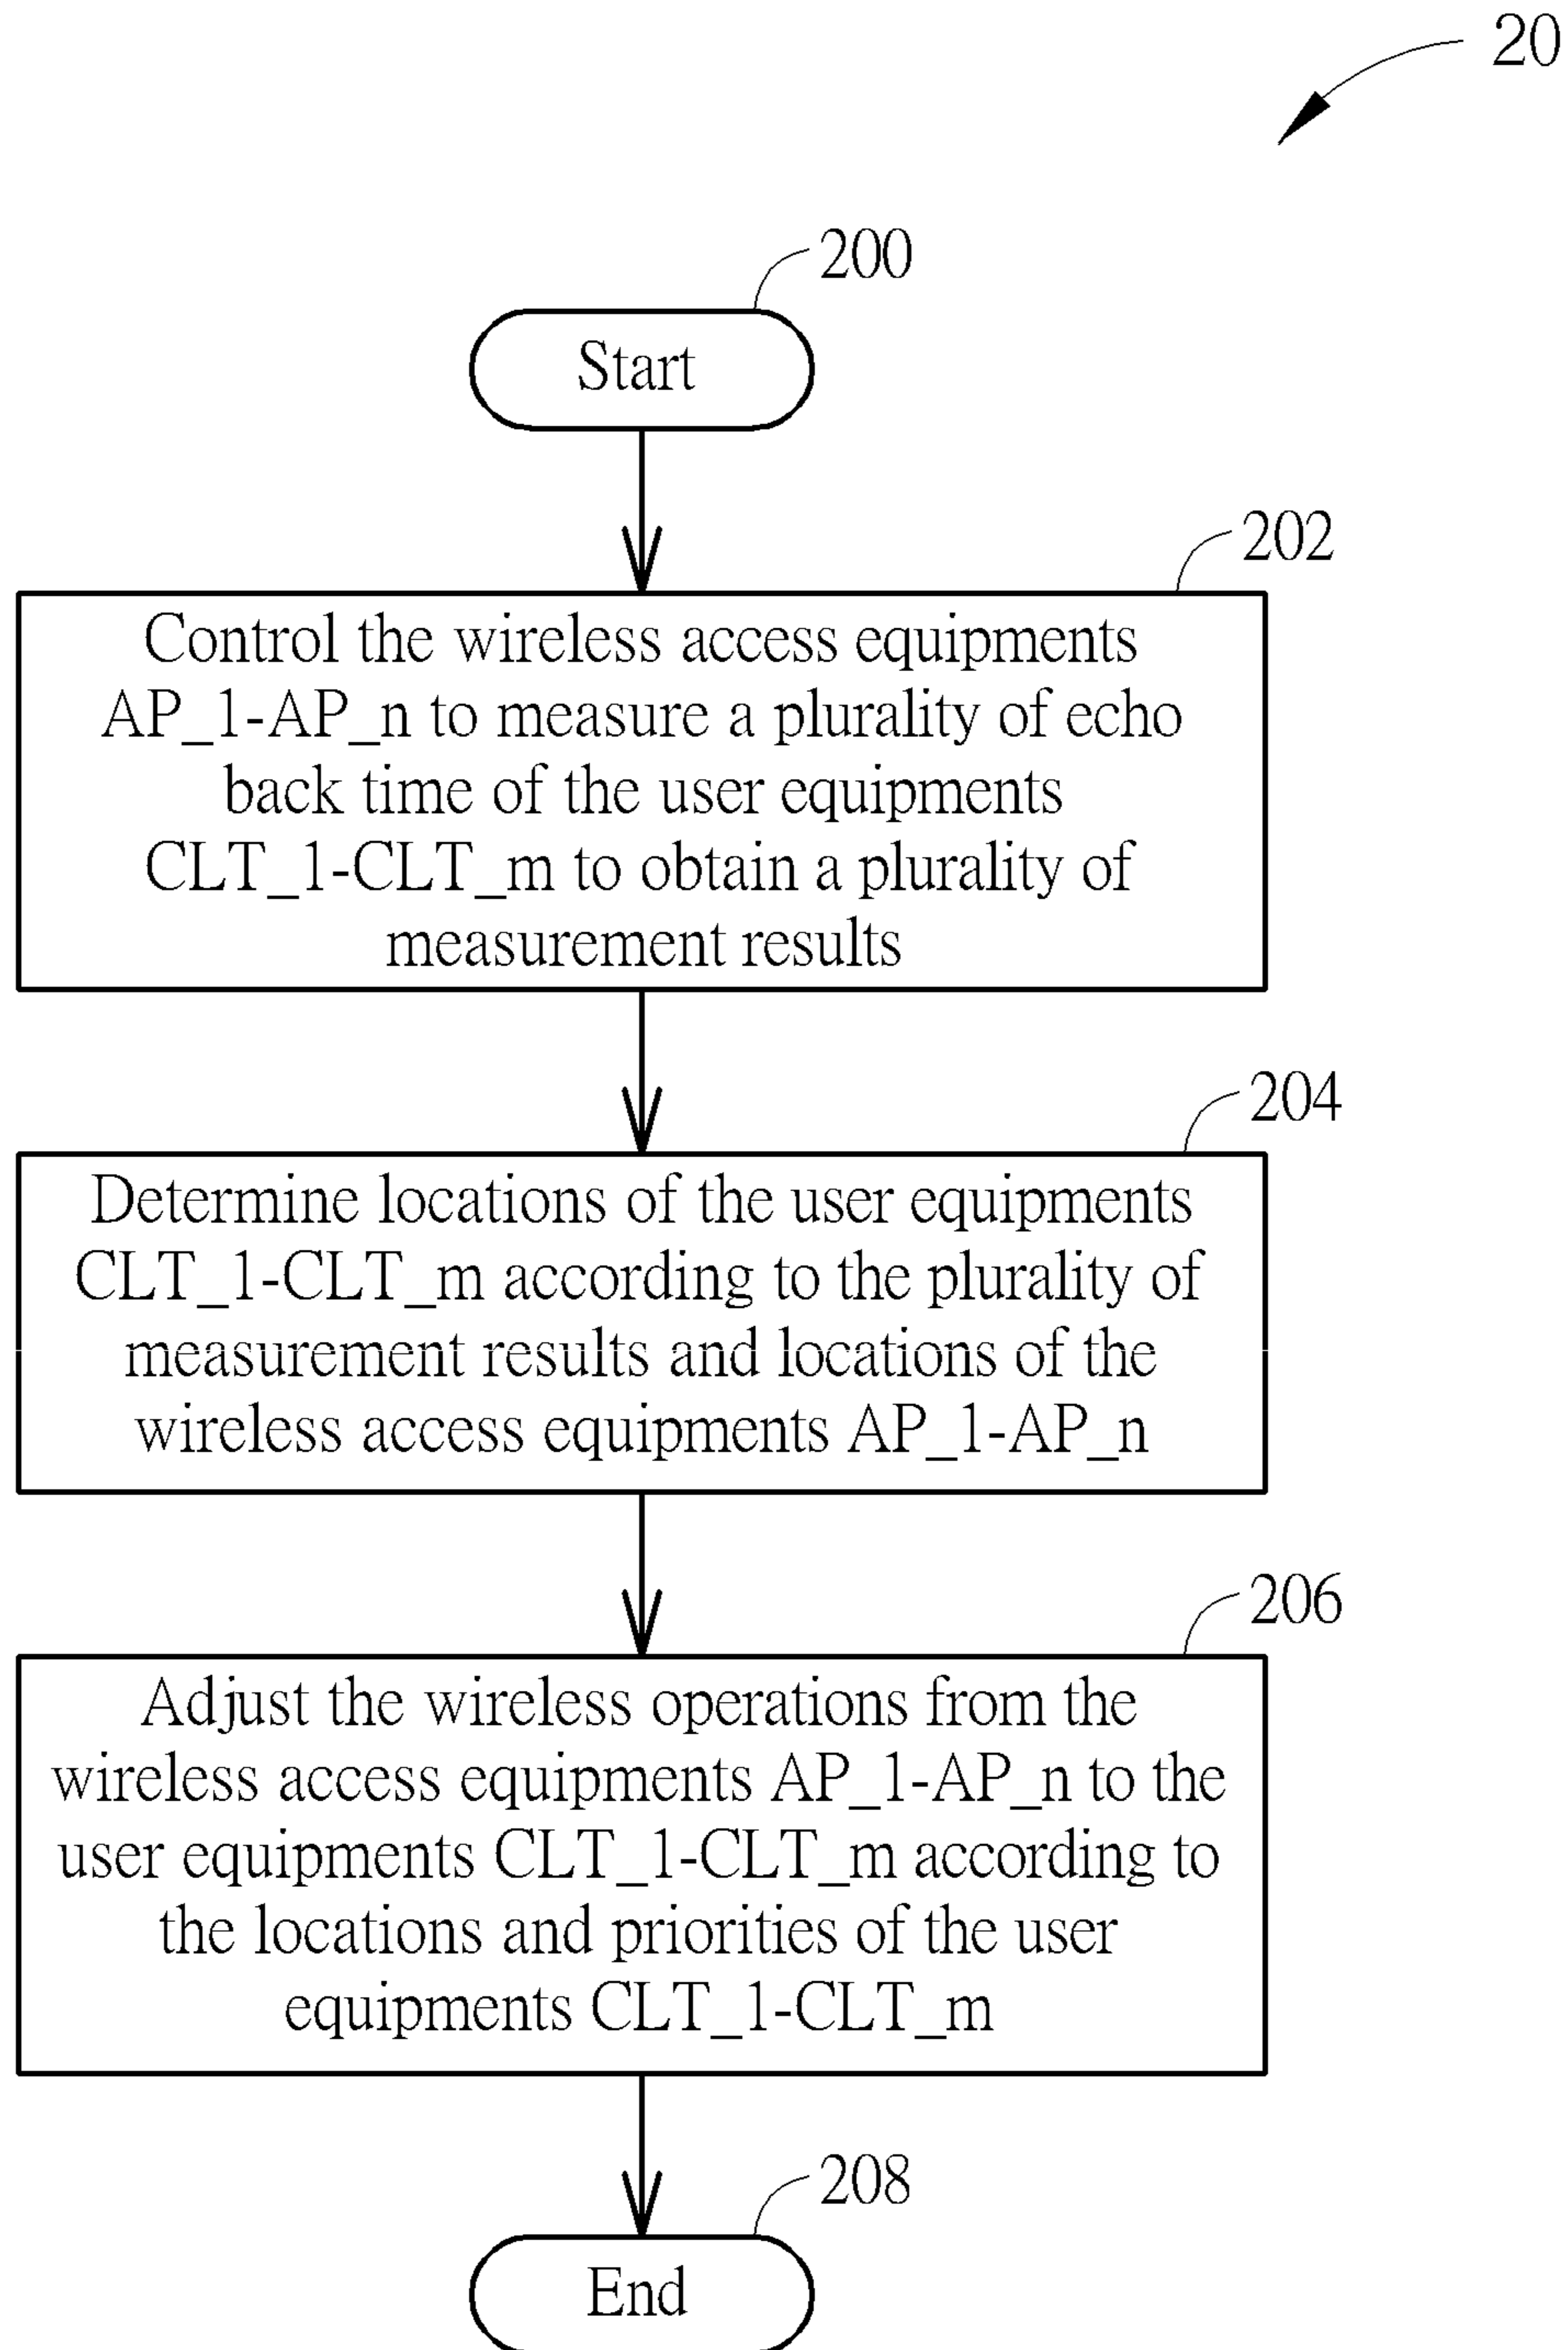 20
200
Start
202
Control the wireless access equipments
AP_1-AP_n to measure a plurality of echo
back time of the user equipments
CLT_1-CLT_m to obtain a plurality of
measurement results
204
Determine locations of the user equipments
CLT_1-CLT_m according to the plurality of
measurement results and locations of the
wireless access equipments AP_1-AP_n
206
Adjust the wireless operations from the
wireless access equipments AP_1-AP_n to the
user equipments CLT_1-CLT_m according to
the locations and priorities of the user
equipments CLT_1-CLT_m
208
End